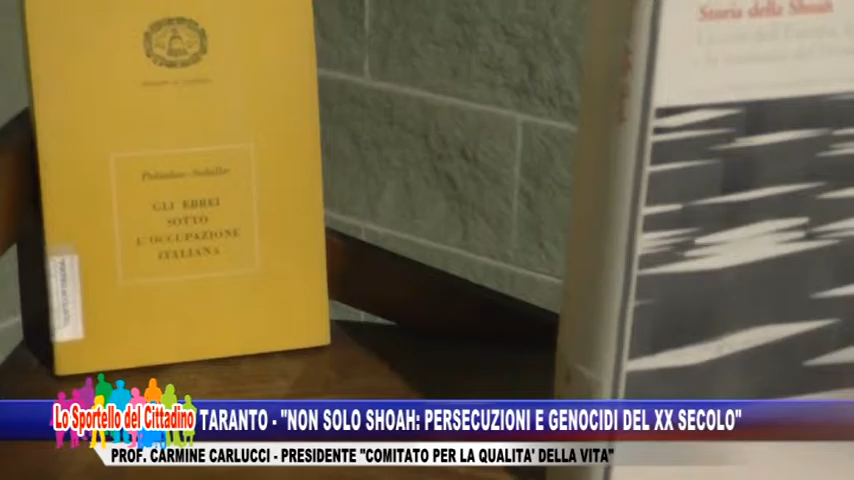 Storia della Shoah
Poliakov-Sabille
GLI EBREI
SOTTO
L'OCCUPAZIONE
ITALIANA
Lo Sportello del Cittadino
TARANTO - "NON SOLO SHOAH: PERSECUZIONI E GENOCIDI DEL XX SECOLO"
PROF. CARMINE CARLUCCI - PRESIDENTE "COMITATO PER LA QUALITA' DELLA VITA"